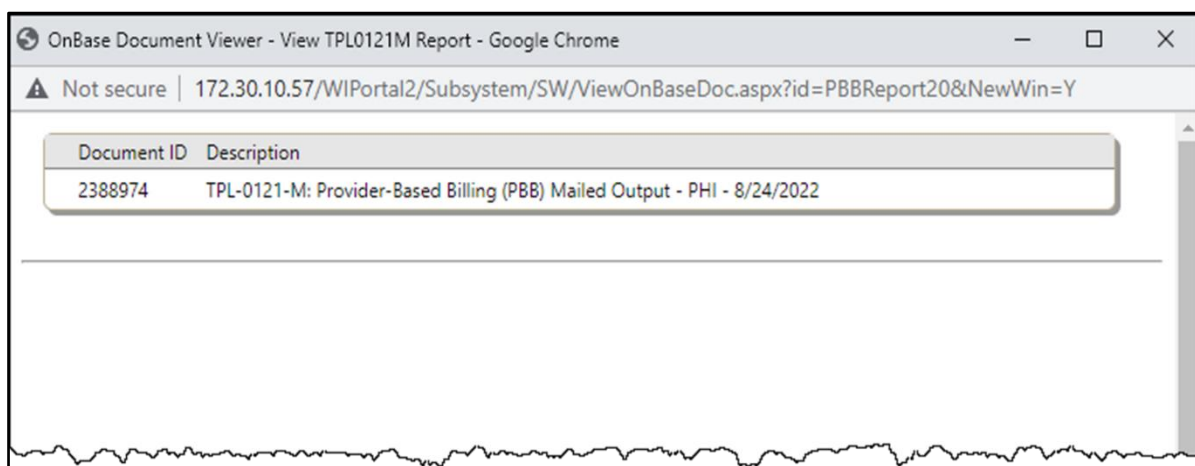 OnBase Document Viewer - View TPL0121M Report - Google Chrome
Not secure | 172.30.10.57/WIPortal2/Subsystem/SW/ViewOnBaseDoc.aspx?id=PBBReport20&NewWin=Y
Document ID Description
2388974 TPL-0121-M: Provider-Based Billing (PBB) Mailed Output - PHI - 8/24/2022